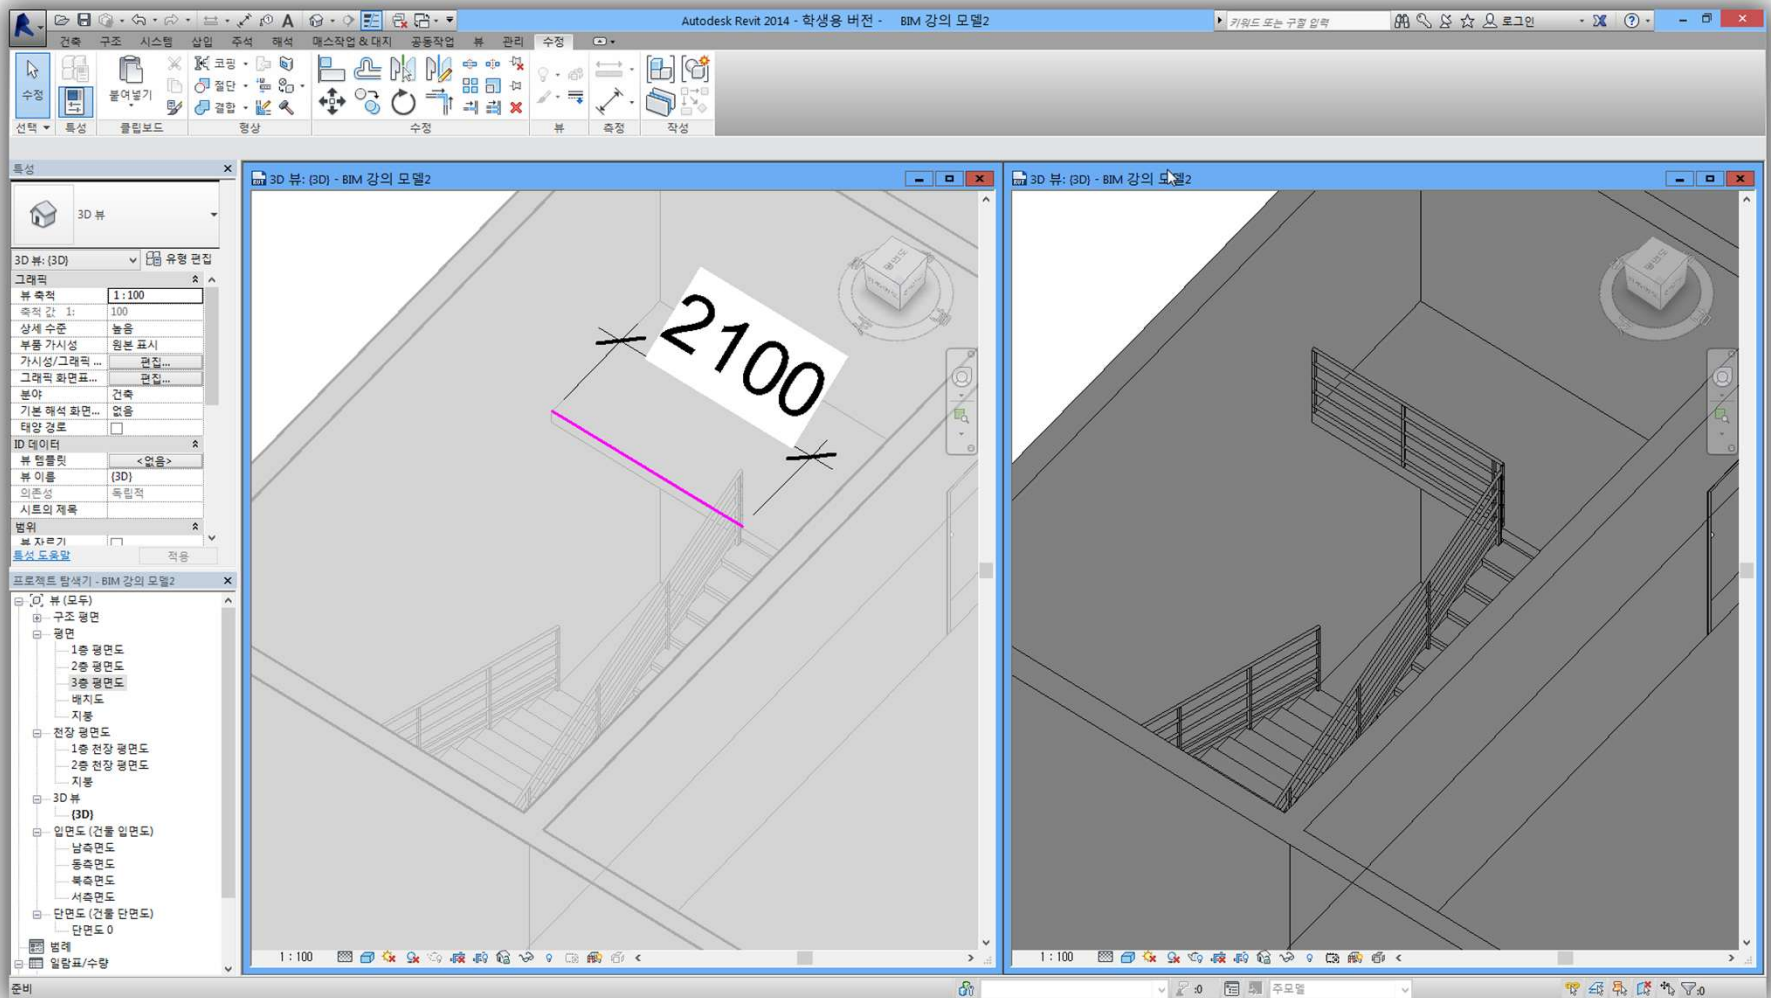 Autodesk Revit 2014 - 학생용 버전 - BIM 강의 모델2
키워드 또는 구절 입력
로그인
건축 구조 시스템 삽입 주석 해석 매스작업 & 대지 공동작업 뷰 관리 수정
수정
붙여넣기
코핑
절단
결합
선택 특성 클립보드 형상 수정 뷰 측정 작성
특성
3D 뷰
3D 뷰: {3D}
유형 편집
그래픽
뷰 축척 1 : 100
축척 값 1: 100
상세 수준 높음
부품 가시성 원본 표시
가시성/그래픽 ... 편집...
그래픽 화면표... 편집...
분야 건축
기본 해석 화면... 없음
태양 경로
ID 데이터
뷰 템플릿 <없음>
뷰 이름 {3D}
의존성 독립적
시트의 제목
범위
뷰 자르기
특성 도움말 적용
프로젝트 탐색기 - BIM 강의 모델2
뷰 (모두)
구조 평면
평면
1층 평면도
2층 평면도
3층 평면도
배치도
지붕
천장 평면도
1층 천장 평면도
2층 천장 평면도
지붕
3D 뷰
{3D}
입면도 (건물 입면도)
남측면도
동측면도
북측면도
서측면도
단면도 (건물 단면도)
단면도 0
범례
일람표/수량
3D 뷰: {3D} - BIM 강의 모델2
2100
1 : 100
3D 뷰: {3D} - BIM 강의 모델2
1 : 100
준비
:0
주모델
:0